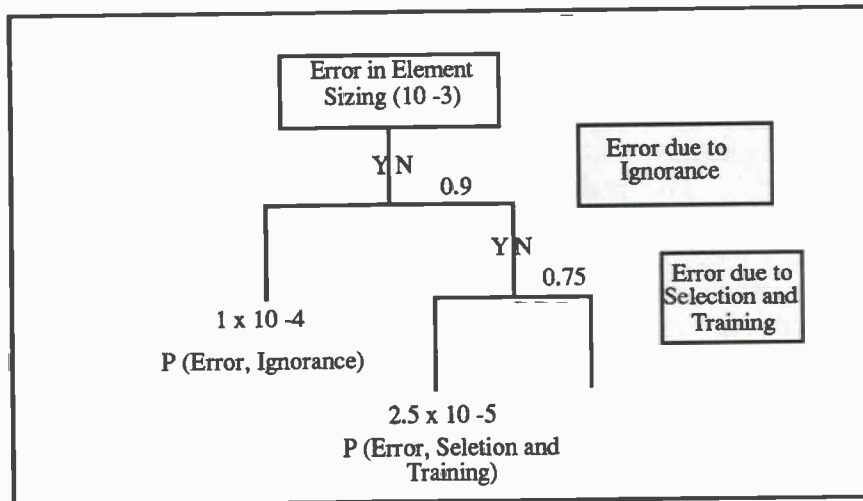 Error in Element
Sizing (10 -3)
Error due to
Ignorance
Y N
0.9
Y N
0.75
Error due to
Selection and
Training
1 x 10 -4
P (Error, Ignorance)
2.5 x 10 -5
P (Error, Seletion and
Training)